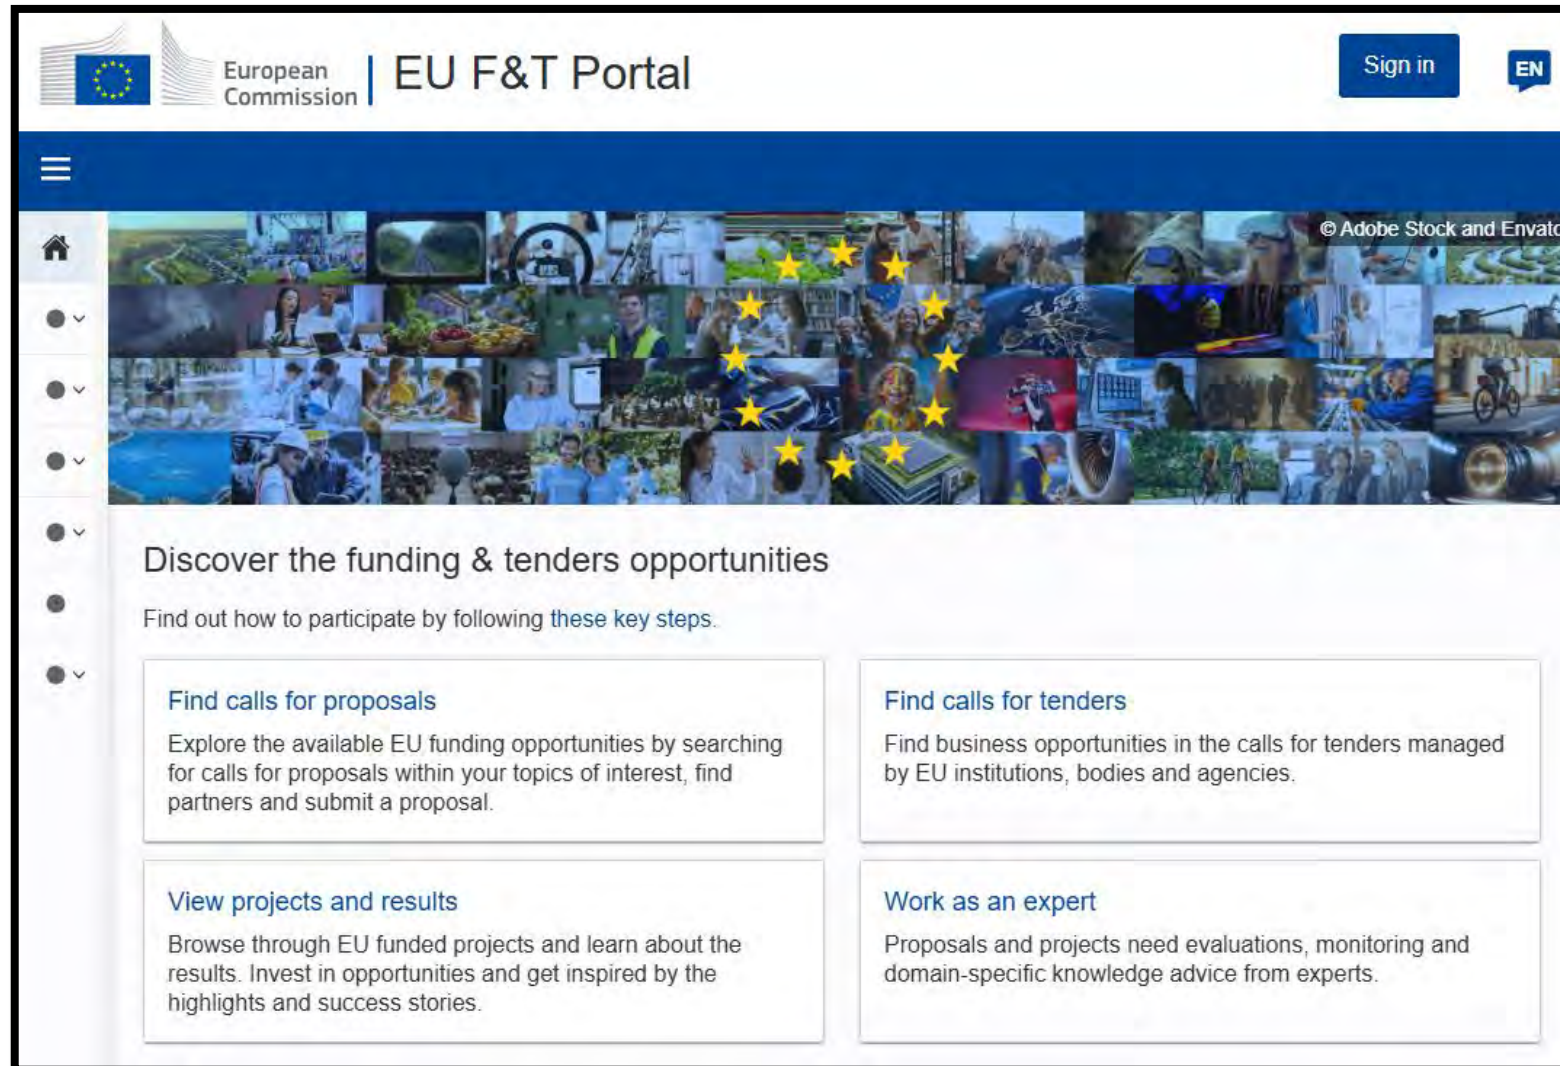 European
Commission
EU F&T Portal
Sign in
EN
© Adobe Stock and Envato
Discover the funding & tenders opportunities
Find out how to participate by following these key steps.
Find calls for proposals
Explore the available EU funding opportunities by searching
for calls for proposals within your topics of interest, find
partners and submit a proposal.
Find calls for tenders
Find business opportunities in the calls for tenders managed
by EU institutions, bodies and agencies.
View projects and results
Browse through EU funded projects and learn about the
results. Invest in opportunities and get inspired by the
highlights and success stories.
Work as an expert
Proposals and projects need evaluations, monitoring and
domain-specific knowledge advice from experts.